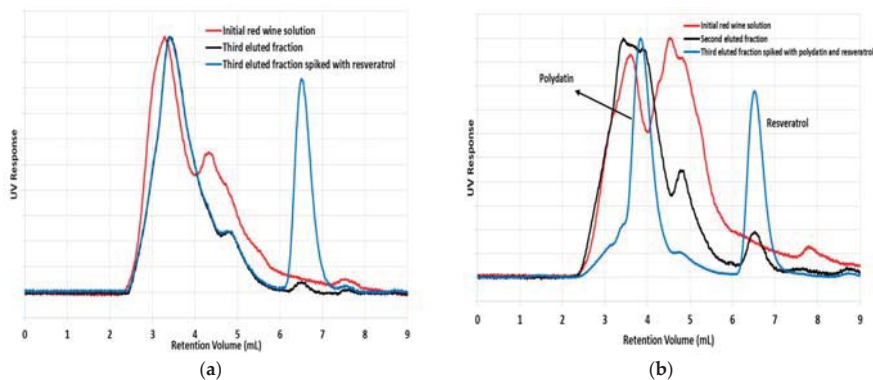 Initial red wine solution
Third eluted fraction
Third eluted fraction spiked with resveratrol
UV Response
0 1 2 3 4 5 6 7 8 9
Retention Volume (mL)
(a)
Initial red wine solution
Second eluted fraction
Third eluted fraction spiked with polydatin and resveratrol
Polydatin
Resveratrol
UV Response
0 1 2 3 4 5 6 7 8 9
Retention Volume (mL)
(b)